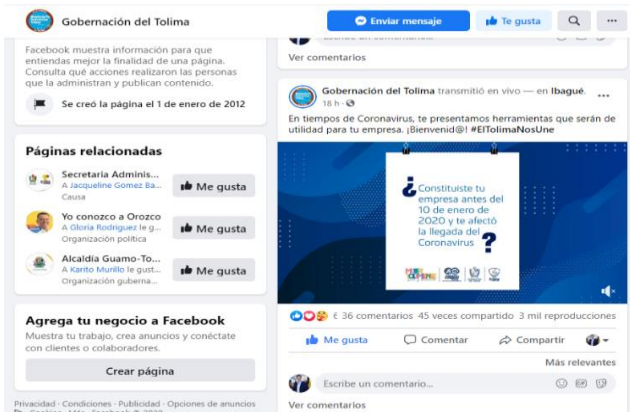 Gobernación del Tolima
Enviar mensaje
Te gusta
Facebook muestra información para que
entiendas mejor la finalidad de una página.
Consulta qué acciones realizaron las personas
que la administran y publican contenido.
Se creó la página el 1 de enero de 2012
Páginas relacionadas
Secretaria Adminis...
A Jacqueline Gomez Ba...
Causa
Me gusta
Yo conozco a Orozco
A Gloria Rodriguez le g...
Organización política
Me gusta
Alcaldía Guamo-To...
A Karito Murillo le gust...
Organización guberna...
Me gusta
Agrega tu negocio a Facebook
Muestra tu trabajo, crea anuncios y conéctate
con clientes o colaboradores.
Crear página
Privacidad · Condiciones · Publicidad · Opciones de anuncios
Ver comentarios
Gobernación del Tolima transmitió en vivo — en Ibagué.
18 h ·
En tiempos de Coronavirus, te presentamos herramientas que serán de
utilidad para tu empresa. ¡Bienvenid@! #ElTolimaNosUne
¿Constituiste tu
empresa antes del
10 de enero de
2020 y te afectó
la llegada del
Coronavirus ?
36 comentarios 45 veces compartido 3 mil reproducciones
Me gusta
Comentar
Compartir
Más relevantes
Escribe un comentario...
GIF
Ver comentarios